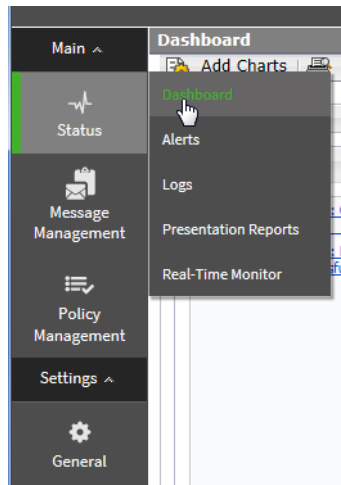 Main
Dashboard
Add Charts
Status
Dashboard
Alerts
Logs
Presentation Reports
Real-Time Monitor
Message
Management
Policy
Management
Settings
General